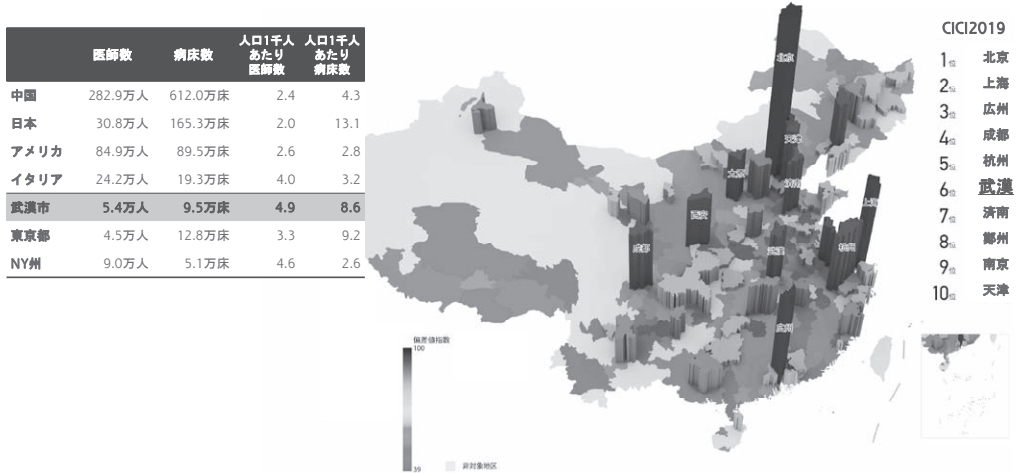 医師数 病床数 人口1千人あたり医師数 人口1千人あたり病床数
中国 282.9万人 612.0万床 2.4 4.3
日本 30.8万人 165.3万床 2.0 13.1
アメリカ 84.9万人 89.5万床 2.6 2.8
イタリア 24.2万人 19.3万床 4.0 3.2
武漢市 5.4万人 9.5万床 4.9 8.6
東京都 4.5万人 12.8万床 3.3 9.2
NY州 9.0万人 5.1万床 4.6 2.6
北京
天津
太原
済南
西安
上海
成都
武漢
杭州
広州
偏差値指数
100
39
非対象地区
CICI2019
1位 北京
2位 上海
3位 広州
4位 成都
5位 杭州
6位 武漢
7位 済南
8位 鄭州
9位 南京
10位 天津